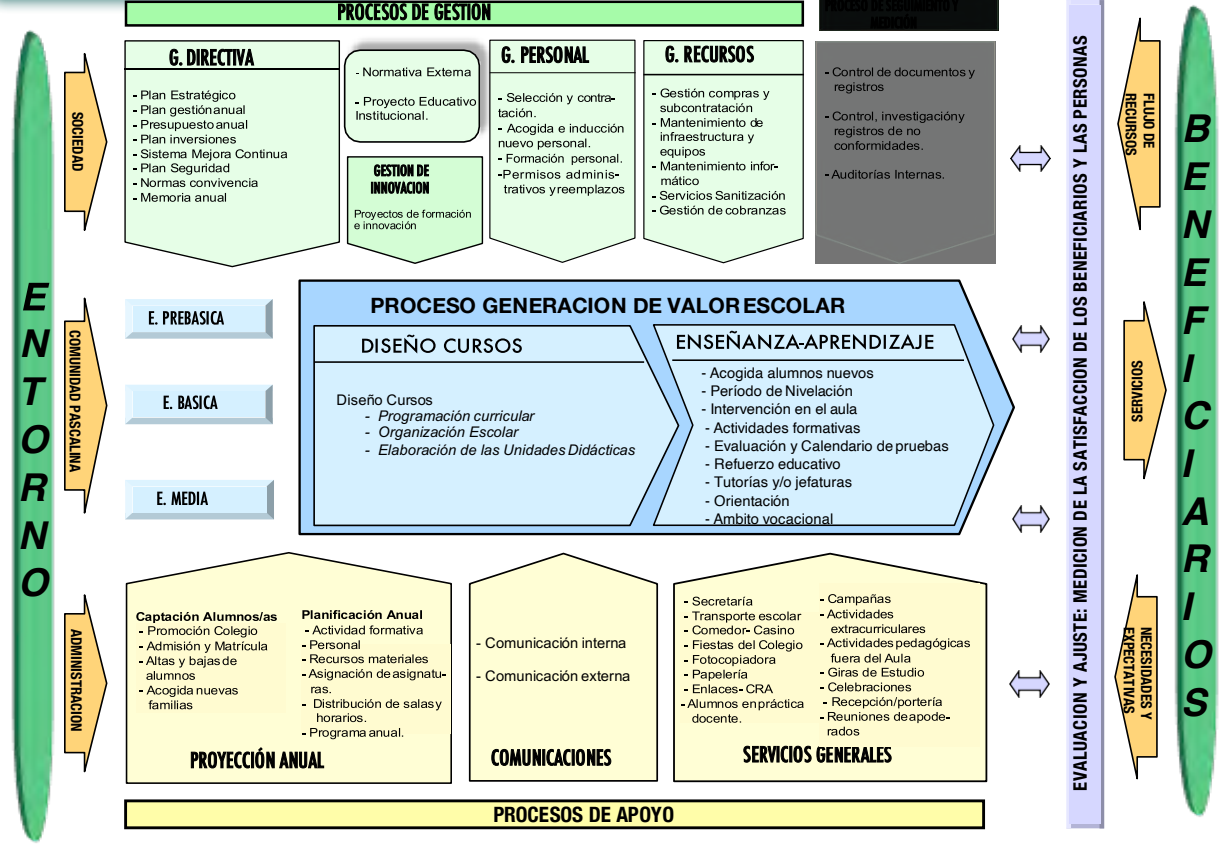 PROCESOS DE GESTIÓN
PROCESO DE SEGUIMIENTO Y
MEDICIÓN
ENTORNO
SOCIEDAD
COMUNIDAD PASCALINA
ADMINISTRACION
G. DIRECTIVA
- Plan Estratégico
- Plan gestión anual
- Presupuesto anual
- Plan inversiones
- Sistema Mejora Continua
- Plan Seguridad
- Normas convivencia
- Memoria anual
- Normativa Externa
- Proyecto Educativo
Institucional.
GESTION DE
INNOVACION
Proyectos de formación
e innovación
G. PERSONAL
- Selección y contra-
tación.
- Acogida e inducción
nuevo personal.
- Formación personal.
-Permisos adminis-
trativos y reemplazos
G. RECURSOS
- Gestión compras y
subcontratación
- Mantenimiento de
infraestructura y
equipos
- Mantenimiento infor-
mático
- Servicios Sanitización
- Gestión de cobranzas
- Control de documentos y
registros
- Control, investigación y
registros de no
conformidades.
- Auditorías Internas.
E. PREBASICA
E. BASICA
E. MEDIA
PROCESO GENERACION DE VALOR ESCOLAR
DISEÑO CURSOS
Diseño Cursos
- Programación curricular
- Organización Escolar
- Elaboración de las Unidades Didácticas
ENSEÑANZA-APRENDIZAJE
- Acogida alumnos nuevos
- Período de Nivelación
- Intervención en el aula
- Actividades formativas
- Evaluación y Calendario de pruebas
- Refuerzo educativo
- Tutorías y/o jefaturas
- Orientación
- Ambito vocacional
Captación Alumnos/as
- Promoción Colegio
- Admisión y Matrícula
- Altas y bajas de
alumnos
- Acogida nuevas
familias
Planificación Anual
- Actividad formativa
- Personal
- Recursos materiales
- Asignación de asignatu-
ras.
- Distribución de salas y
horarios.
- Programa anual.
PROYECCIÓN ANUAL
- Comunicación interna
- Comunicación externa
COMUNICACIONES
- Secretaría
- Transporte escolar
- Comedor- Casino
- Fiestas del Colegio
- Fotocopiadora
- Papelería
- Enlaces- CRA
-Alumnos en práctica
docente.
- Campañas
- Actividades
extracurriculares
- Actividades pedagógicas
fuera del Aula
- Giras de Estudio
- Celebraciones
- Recepción/portería
- Reuniones de apode-
rados
SERVICIOS GENERALES
PROCESOS DE APOYO
EVALUACION Y AJUSTE: MEDICION DE LA SATISFACCION DE LOS BENEFICIARIOS Y LAS PERSONAS
FLUJO DE
RECURSOS
SERVICIOS
NECESIDADES Y
EXPECTATIVAS
BENEFICIARIOS